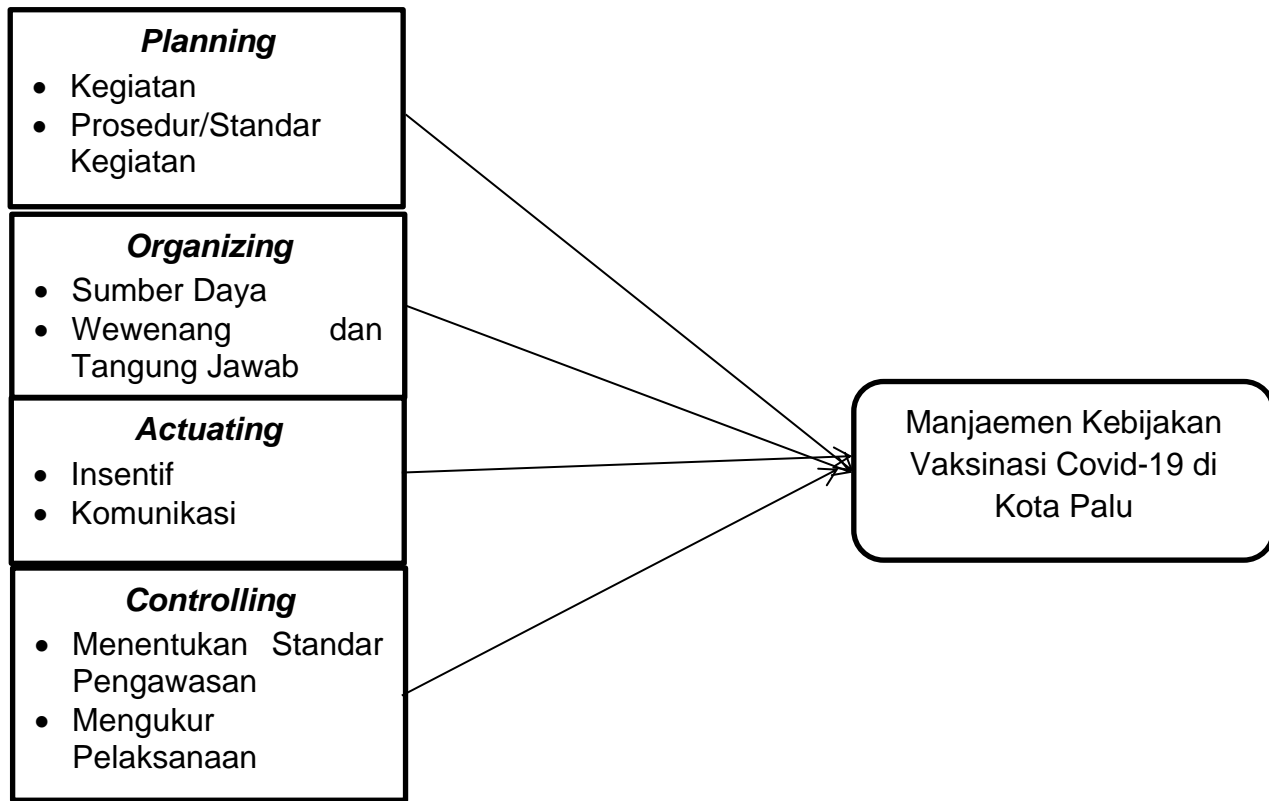 Planning
• Kegiatan
• Prosedur/Standar
Kegiatan
Organizing
• Sumber Daya
• Wewenang dan
Tangung Jawab
Actuating
• Insentif
• Komunikasi
Controlling
• Menentukan Standar
Pengawasan
• Mengukur
Pelaksanaan
Manjaemen Kebijakan
Vaksinasi Covid-19 di
Kota Palu